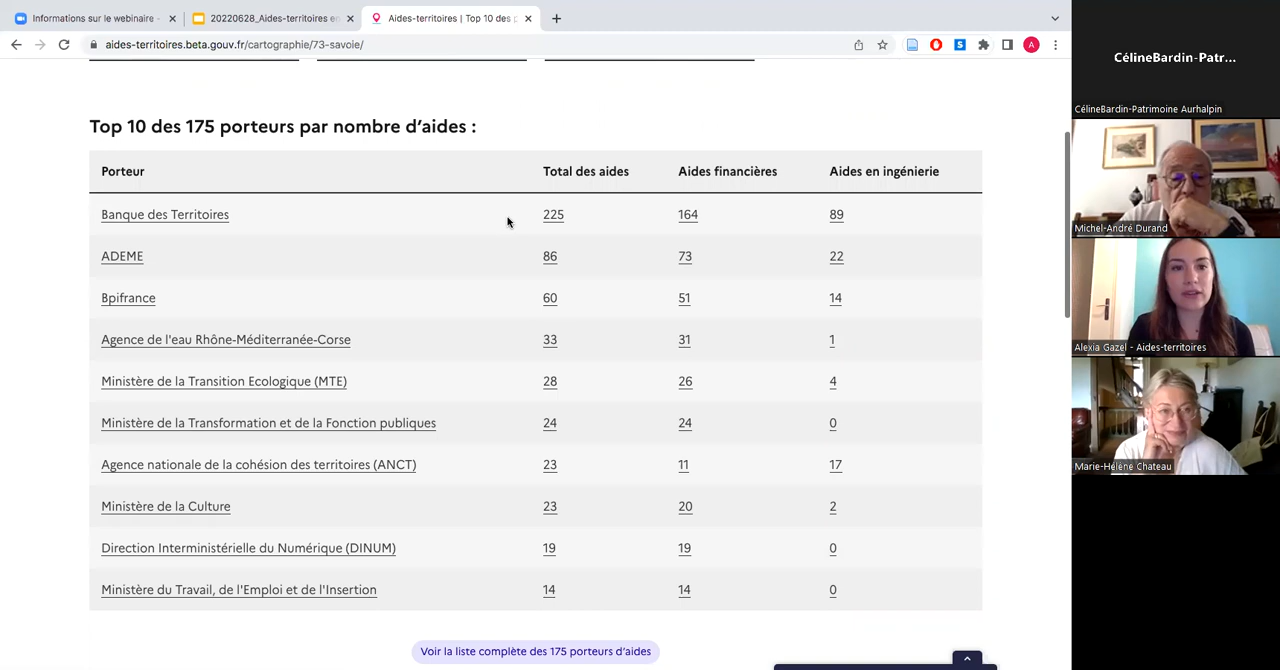 Informations sur le webinaire -
20220628_Aides-territoires en
Aides-territoires | Top 10 des p
aides-territoires.beta.gouv.fr/cartographie/73-savoie/
S
A
Top 10 des 175 porteurs par nombre d’aides :
Porteur Total des aides Aides financières Aides en ingénierie
Banque des Territoires 225 164 89
ADEME 86 73 22
Bpifrance 60 51 14
Agence de l'eau Rhône-Méditerranée-Corse 33 31 1
Ministère de la Transition Ecologique (MTE) 28 26 4
Ministère de la Transformation et de la Fonction publiques 24 24 0
Agence nationale de la cohésion des territoires (ANCT) 23 11 17
Ministère de la Culture 23 20 2
Direction Interministérielle du Numérique (DINUM) 19 19 0
Ministère du Travail, de l'Emploi et de l'Insertion 14 14 0
Voir la liste complète des 175 porteurs d’aides
CélineBardin-Patr...
CélineBardin-Patrimoine Aurhalpin
Michel-André Durand
Alexia Gazel - Aides-territoires
Marie-Hélène Chateau